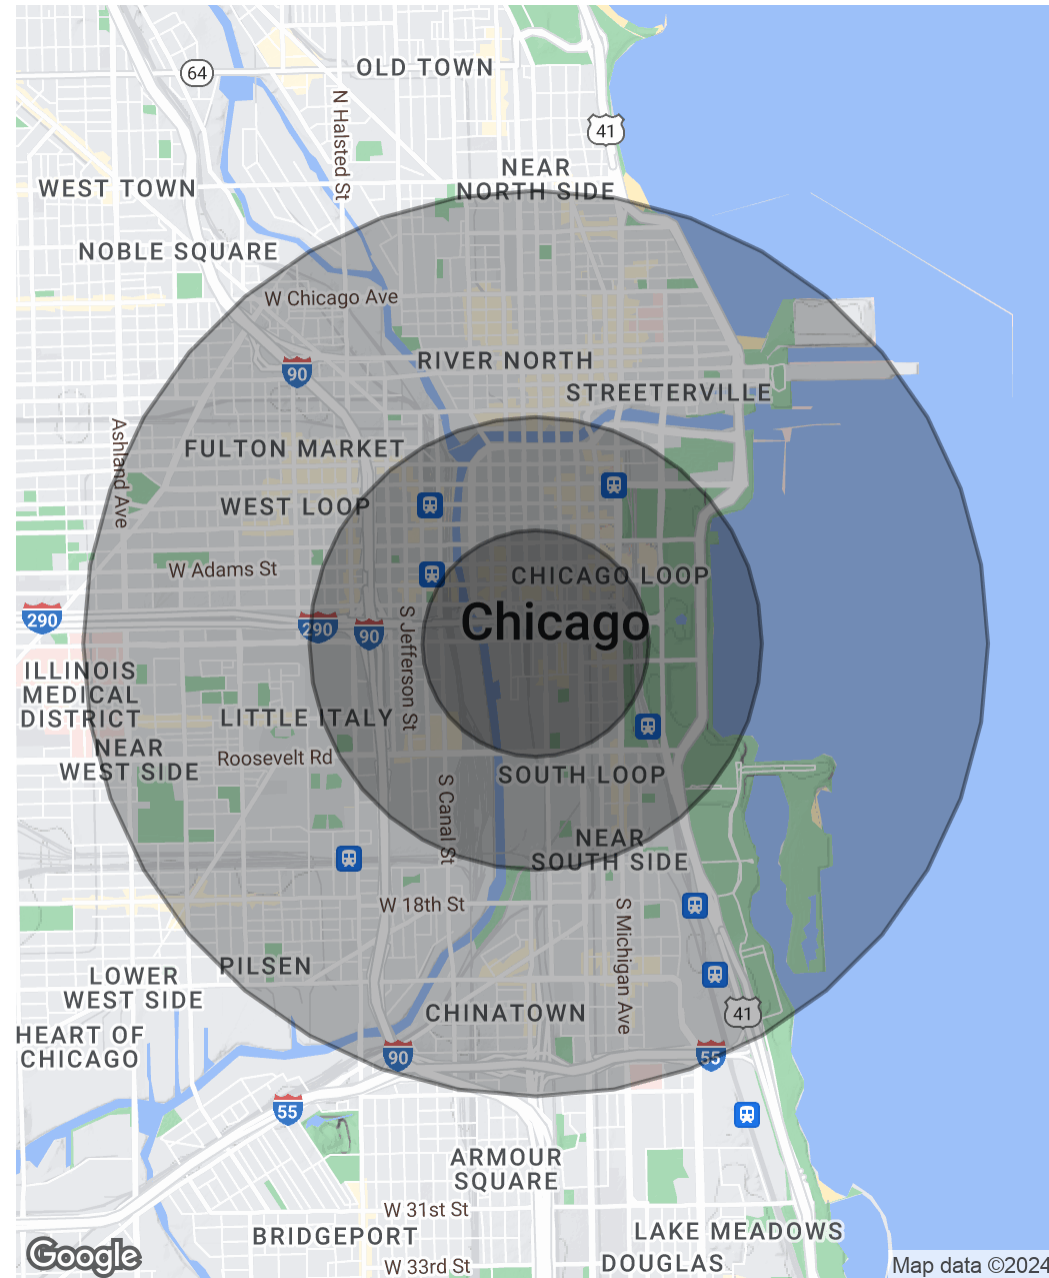 OLD TOWN
64
N Halsted St
41
NEAR
NORTH SIDE
WEST TOWN
NOBLE SQUARE
W Chicago Ave
RIVER NORTH
90
STREETERVILLE
Ashland Ave
FULTON MARKET
WEST LOOP
W Adams St
CHICAGO LOOP
Chicago
290
290
90
S Jefferson St
ILLINOIS
MEDICAL
DISTRICT
LITTLE ITALY
NEAR
WEST SIDE
Roosevelt Rd
SOUTH LOOP
S Canal St
NEAR
SOUTH SIDE
W 18th St
S Michigan Ave
PILSEN
LOWER
WEST SIDE
CHINATOWN
41
HEART OF
CHICAGO
90
55
55
ARMOUR
SQUARE
W 31st St
BRIDGEPORT
LAKE MEADOWS
W 33rd St
DOUGLAS
Google
Map data ©2024